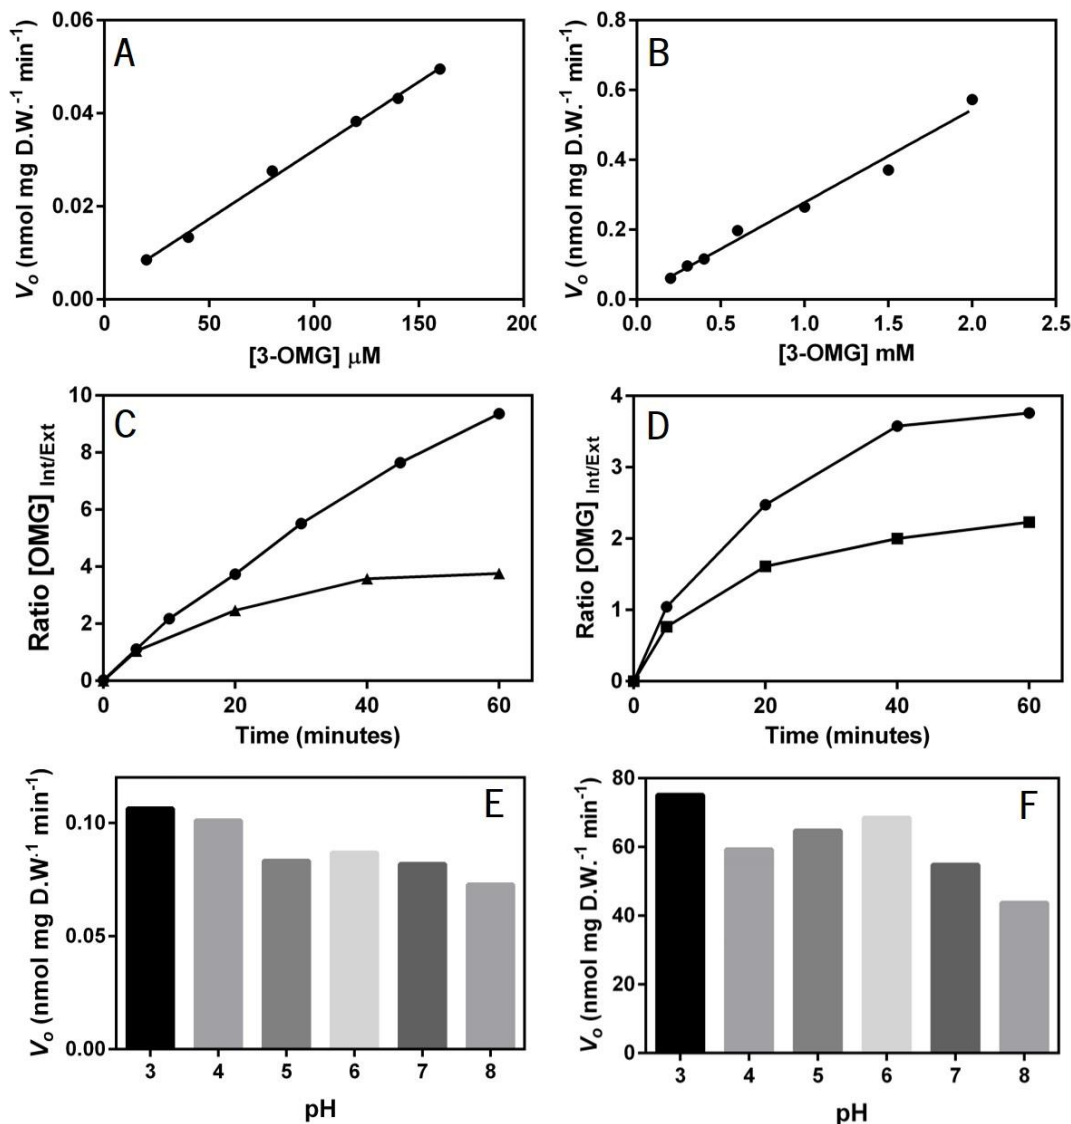 A
V_o (nmol mg D.W.⁻¹ min⁻¹)
0.06
0.04
0.02
0.00
0 50 100 150 200
[3-OMG] µM
B
V_o (nmol mg D.W.⁻¹ min⁻¹)
0.8
0.6
0.4
0.2
0.0
0.0 0.5 1.0 1.5 2.0 2.5
[3-OMG] mM
C
Ratio [OMG] Int/Ext
10
8
6
4
2
0
0 20 40 60
Time (minutes)
D
Ratio [OMG] Int/Ext
4
3
2
1
0
0 20 40 60
Time (minutes)
E
V_o (nmol mg D.W.⁻¹ min⁻¹)
0.10
0.05
0.00
3 4 5 6 7 8
pH
F
V_o (nmol mg D.W.⁻¹ min⁻¹)
80
60
40
20
0
3 4 5 6 7 8
pH